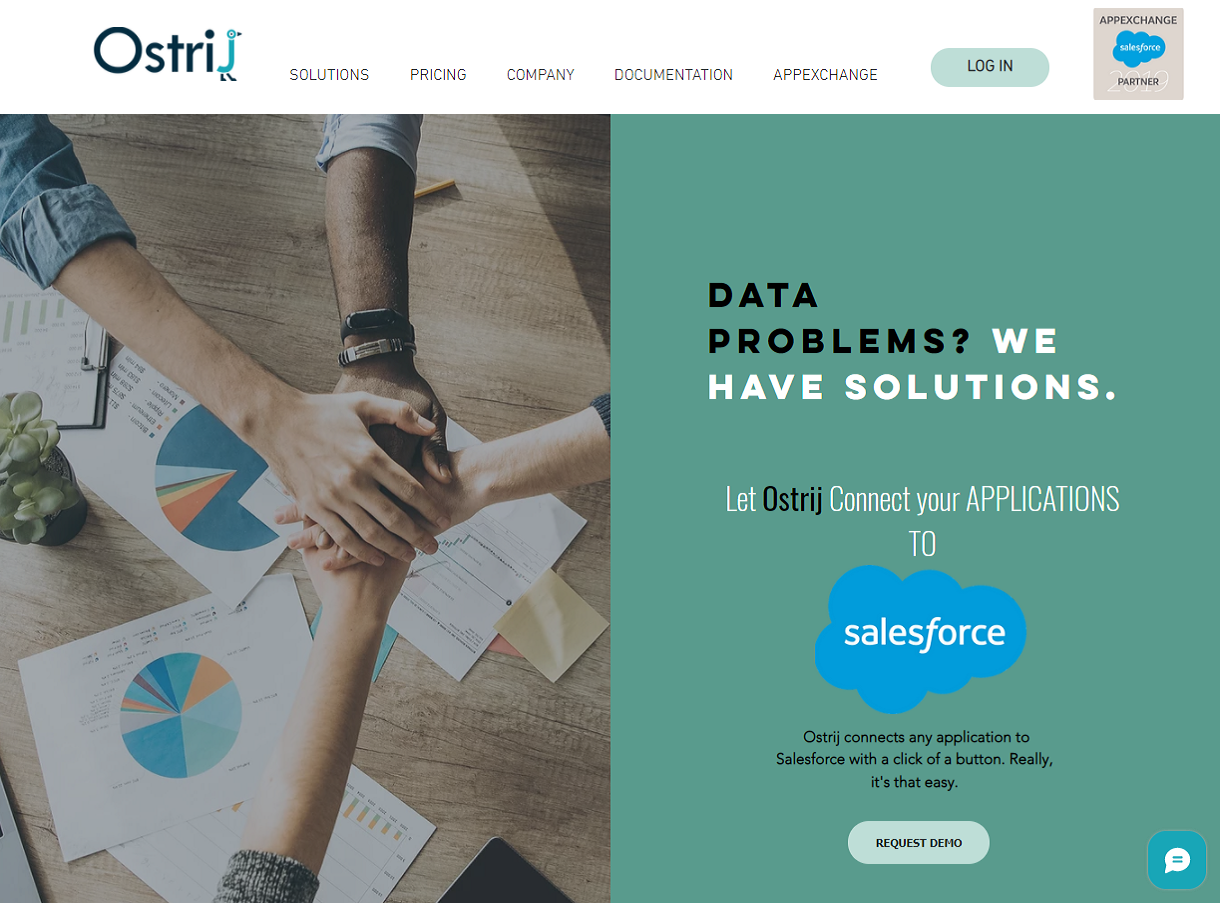 Ostrij
SOLUTIONS
PRICING
COMPANY
DOCUMENTATION
APPEXCHANGE
LOG IN
APPEXCHANGE
salesforce
2019
PARTNER
DATA
PROBLEMS? WE
HAVE SOLUTIONS.
Let Ostrij Connect your APPLICATIONS
TO
salesforce
Ostrij connects any application to
Salesforce with a click of a button. Really,
it's that easy.
REQUEST DEMO